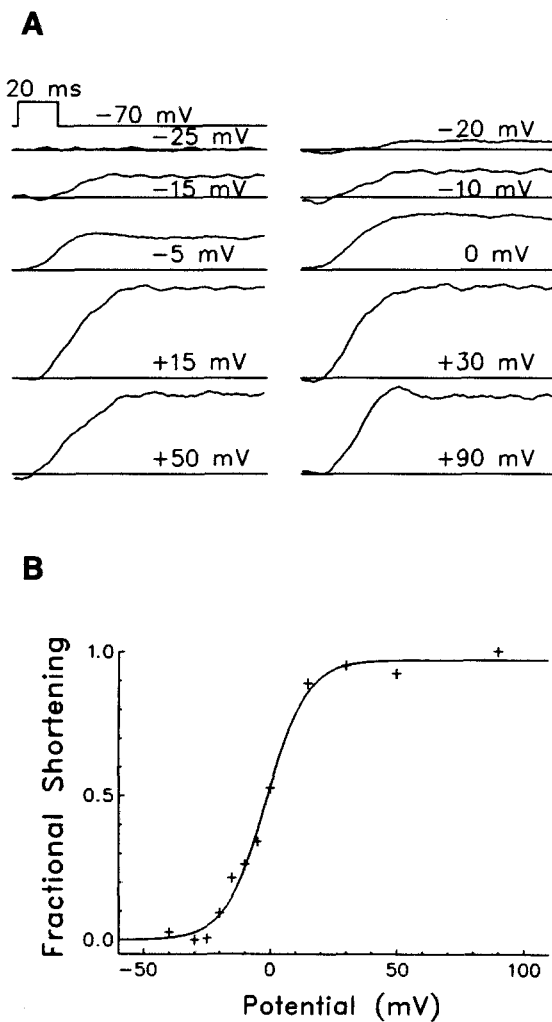 A
20 ms
−70 mV
−25 mV
−20 mV
−15 mV
−10 mV
−5 mV
0 mV
+15 mV
+30 mV
+50 mV
+90 mV
B
Fractional Shortening
1.0
0.5
0.0
−50
0
50
100
Potential (mV)